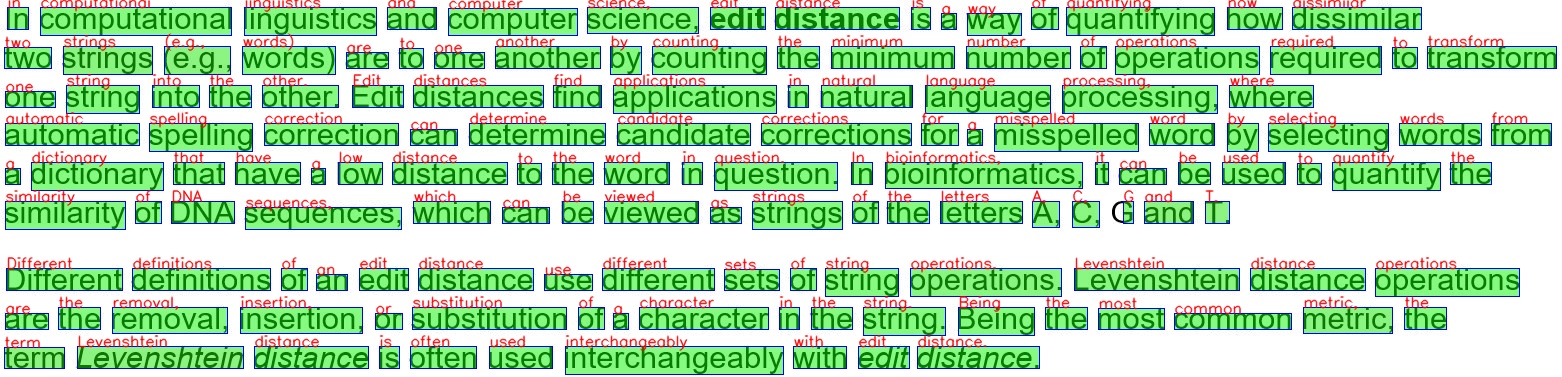 In computational linguistics and computer science, edit distance is a way of quantifying how dissimilar
two strings (e.g., words) are to one another by counting the minimum number of operations required to transform
one string into the other. Edit distances find applications in natural language processing, where
automatic spelling correction can determine candidate corrections for a misspelled word by selecting words from
a dictionary that have a low distance to the word in question. In bioinformatics, it can be used to quantify the
similarity of DNA sequences, which can be viewed as strings of the letters A, C, G and T.
Different definitions of an edit distance use different sets of string operations. Levenshtein distance operations
are the removal, insertion, or substitution of a character in the string. Being the most common metric, the
term Levenshtein distance is often used interchangeably with edit distance.